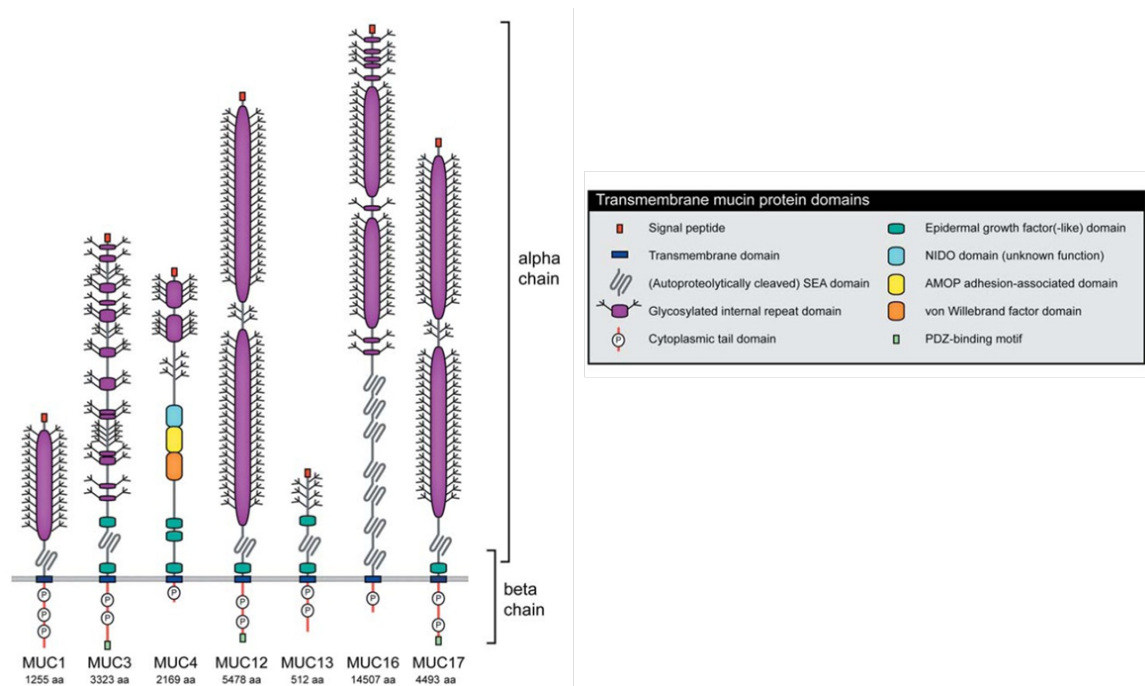 alpha
chain
beta
chain
P P P P P P P P P P P P P
MUC1 MUC3 MUC4 MUC12 MUC13 MUC16 MUC17
1255 aa 3323 aa 2169 aa 5478 aa 512 aa 14507 aa 4493 aa
Transmembrane mucin protein domains
Signal peptide
Transmembrane domain
(Autoproteolytically cleaved) SEA domain
Glycosylated internal repeat domain
P Cytoplasmic tail domain
Epidermal growth factor(-like) domain
NIDO domain (unknown function)
AMOP adhesion-associated domain
von Willebrand factor domain
PDZ-binding motif